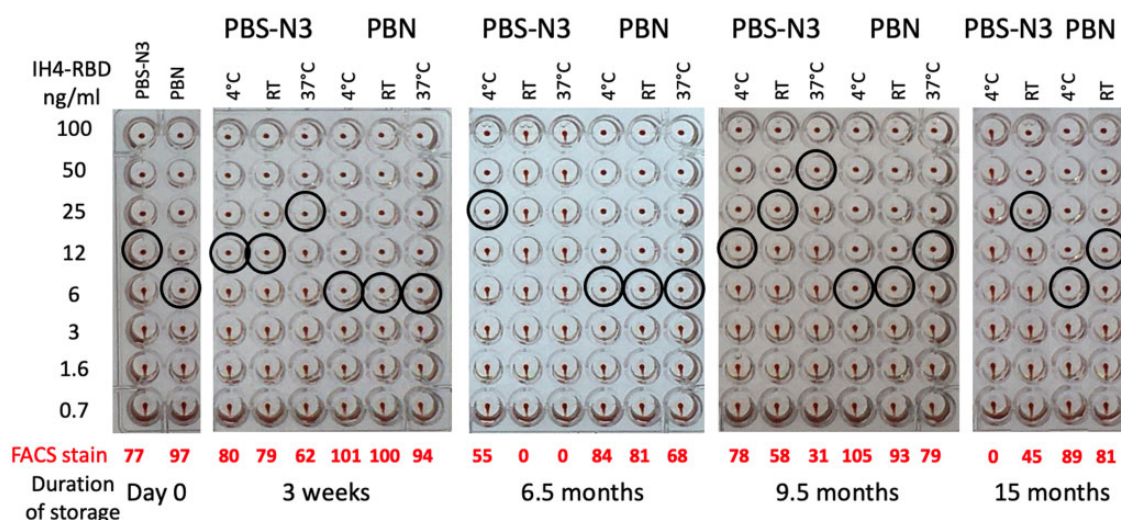 PBS-N3 PBN PBS-N3 PBN PBS-N3 PBN PBS-N3 PBN
IH4-RBD
ng/ml
PBS-N3 PBN 4°C RT 37°C 4°C RT 37°C 4°C RT 37°C 4°C RT 37°C 4°C RT 37°C 4°C RT 37°C 4°C RT 4°C RT
100
50
25
12
6
3
1.6
0.7
FACS stain 77 97 80 79 62 101 100 94 55 0 0 84 81 68 78 58 31 105 93 79 0 45 89 81
Duration
of storage
Day 0 3 weeks 6.5 months 9.5 months 15 months